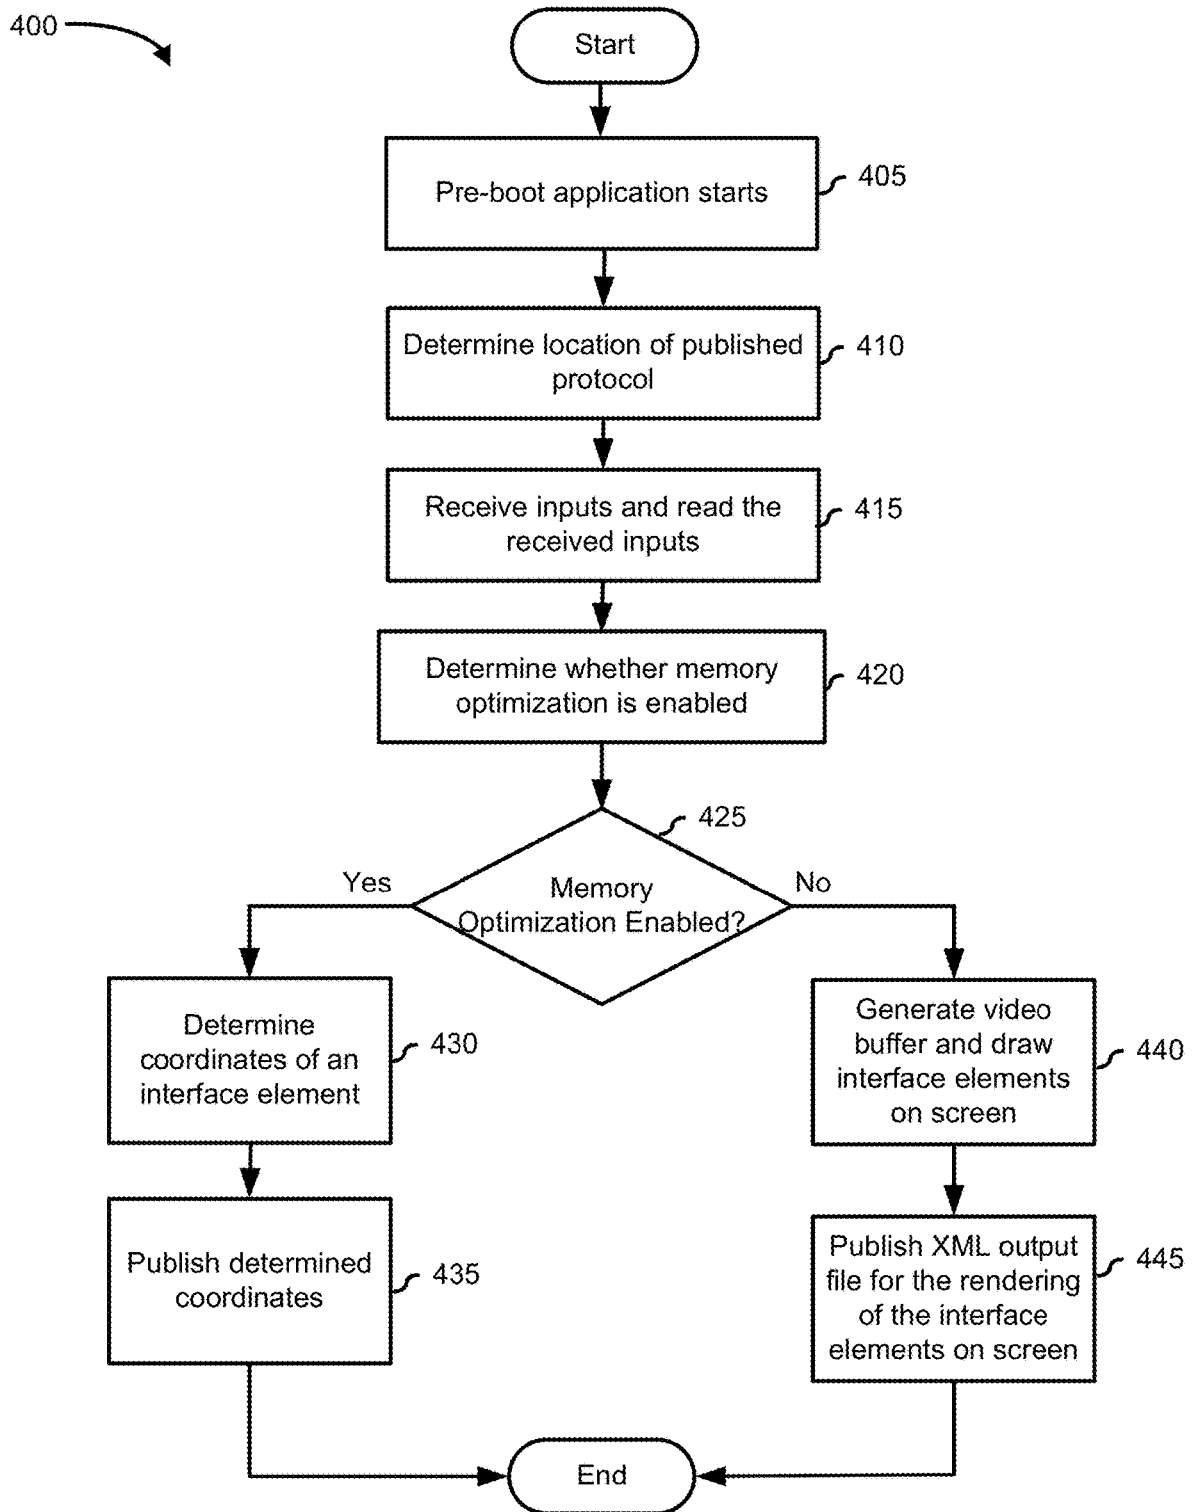 400
Start
Pre-boot application starts
405
Determine location of published
protocol
410
Receive inputs and read the
received inputs
415
Determine whether memory
optimization is enabled
420
425
Memory
Optimization Enabled?
Yes
No
Determine
coordinates of an
interface element
430
Publish determined
coordinates
435
Generate video
buffer and draw
interface elements
on screen
440
Publish XML output
file for the rendering
of the interface
elements on screen
445
End